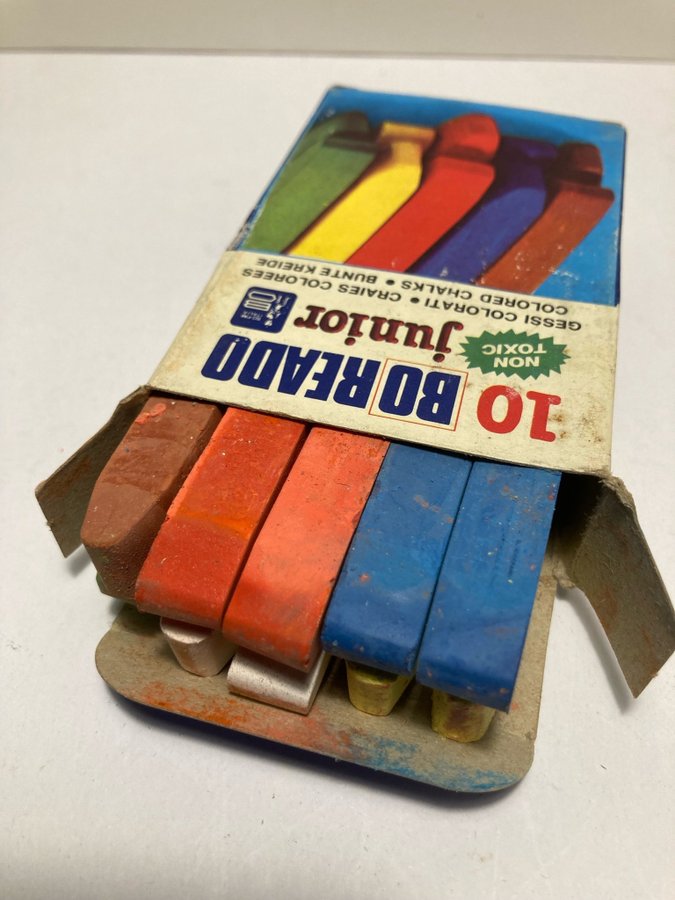 10 BOREADO
NON
TOXIC
junior
GESSI COLORATI • CRAIES COLOREES
COLORED CHALKS • BUNTE KREIDE